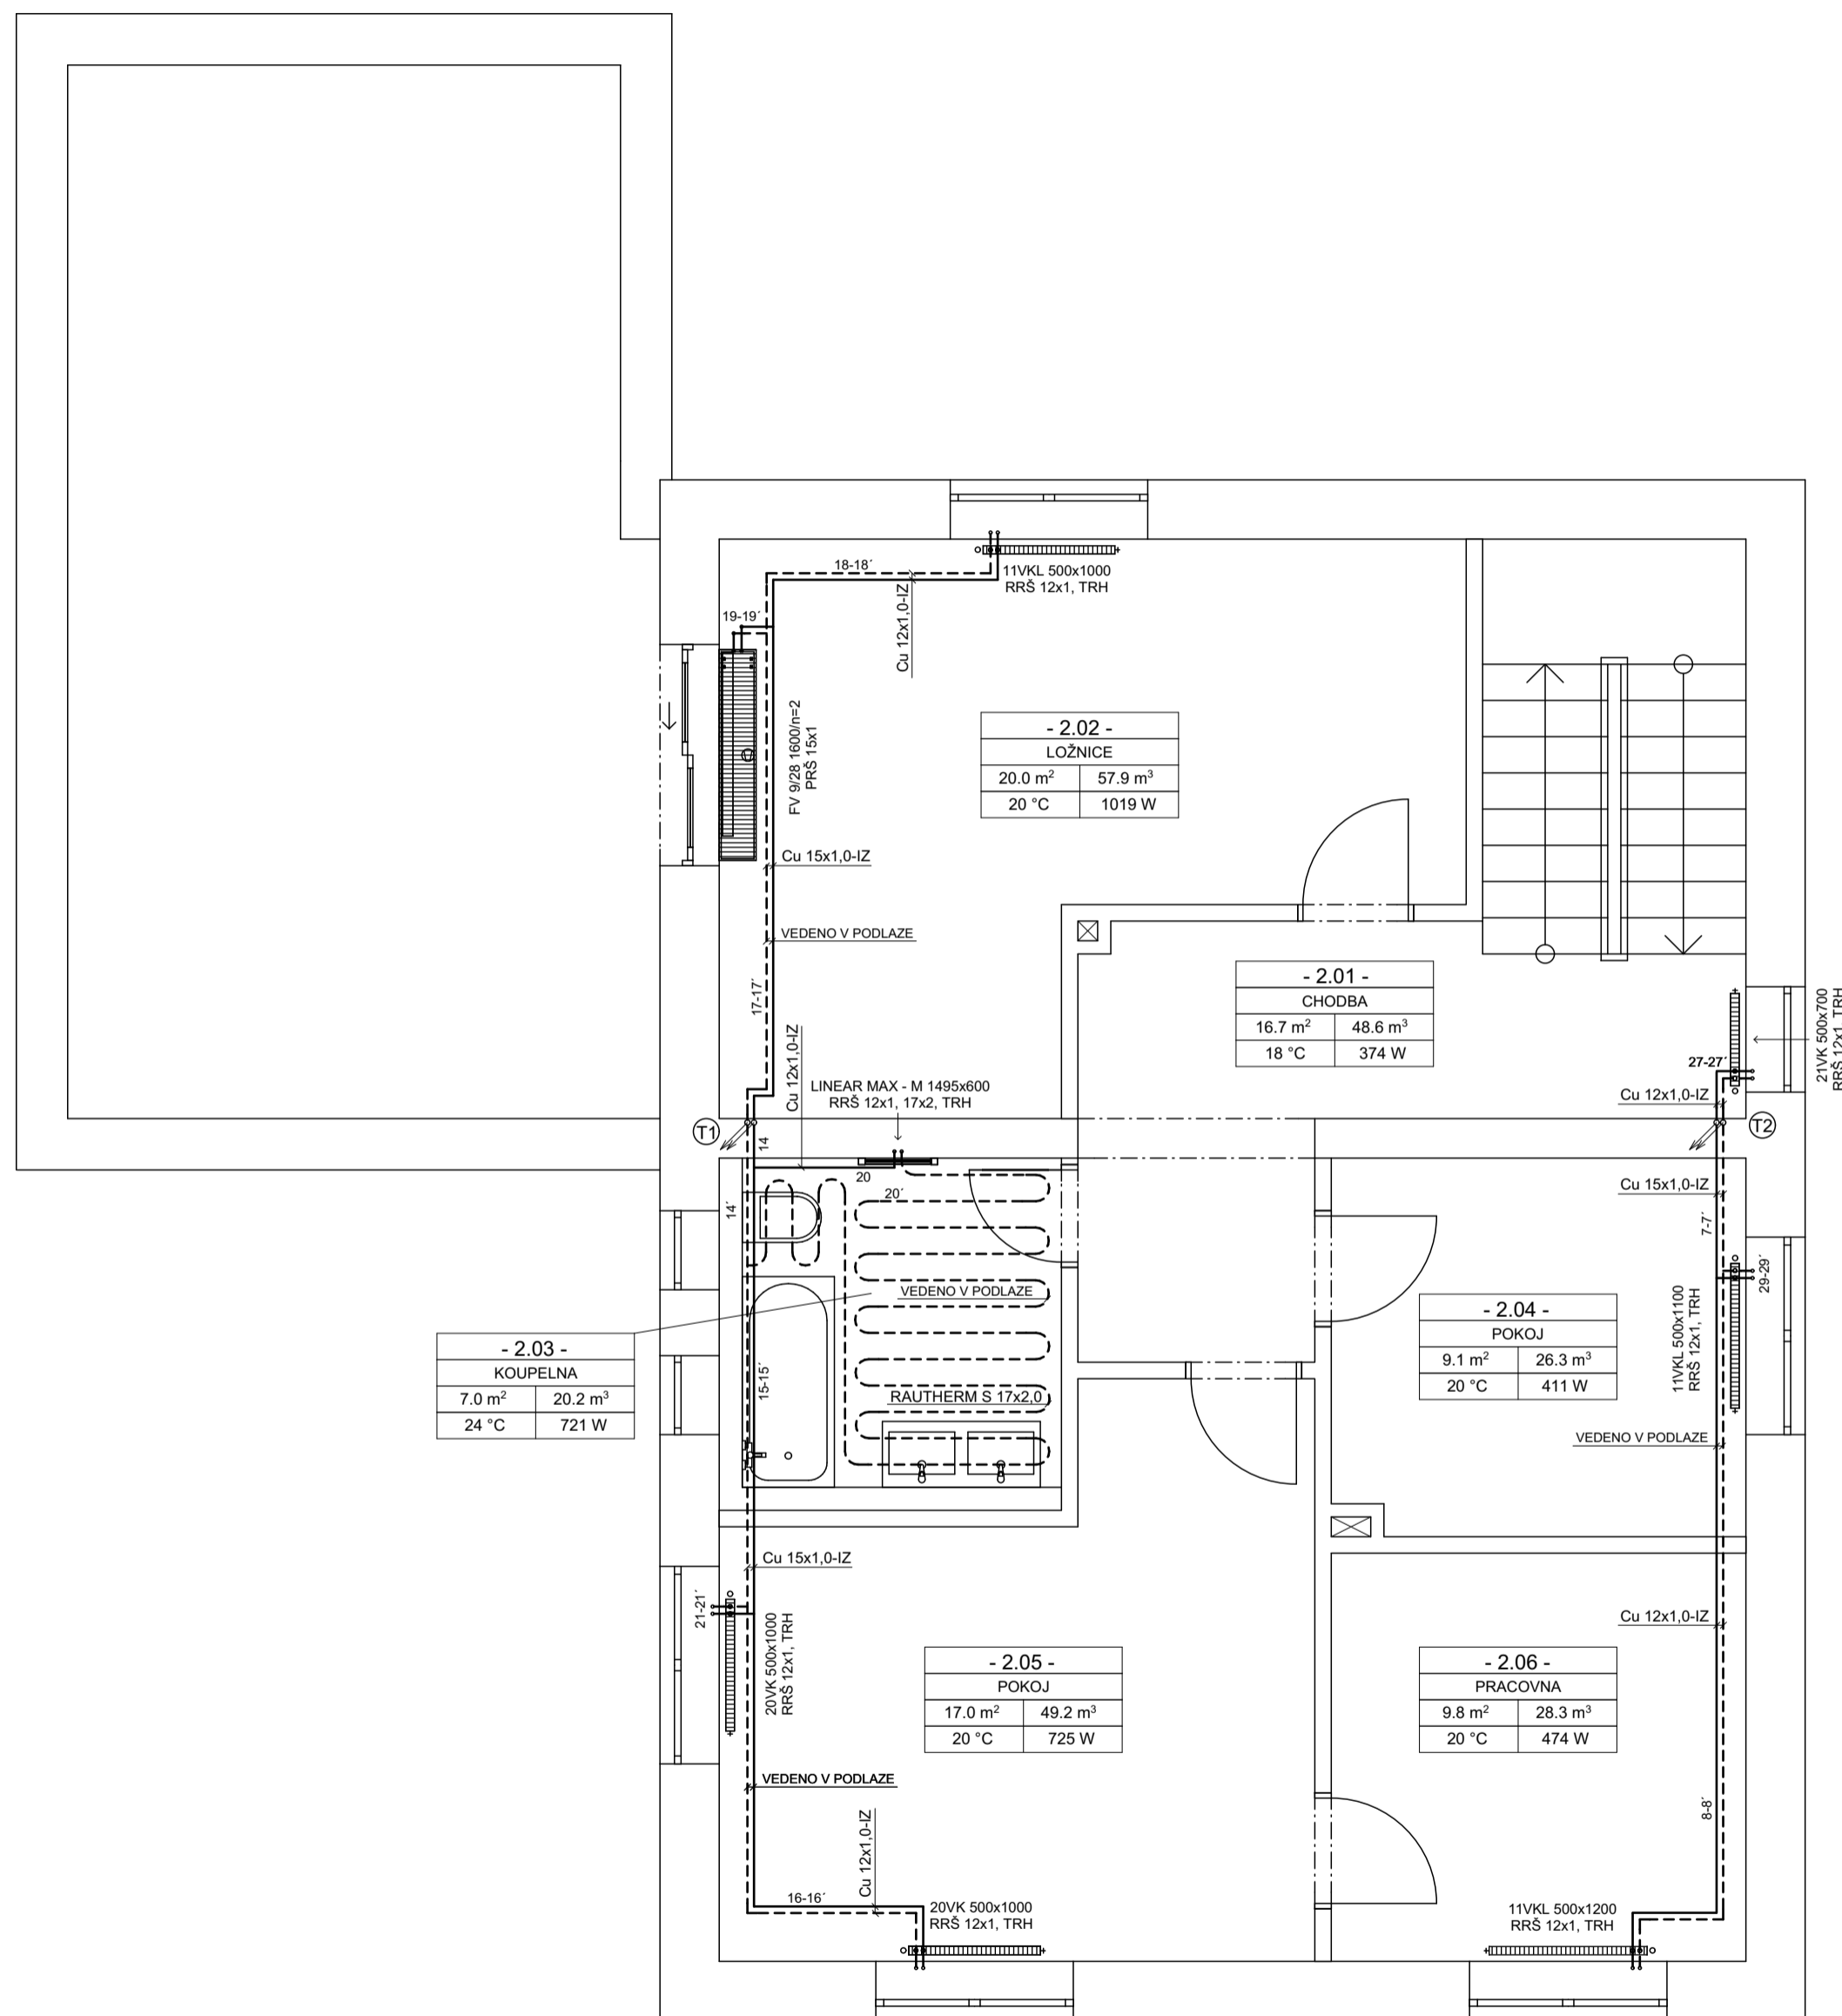 18-18´
11VKL 500x1000
RRŠ 12x1, TRH
Cu 12x1,0-IZ
19-19´
FV 9/28 1600/n=2
PRŠ 15x1
- 2.02 -
LOŽNICE
20.0 m² 57.9 m³
20 °C 1019 W
Cu 15x1,0-IZ
VEDENO V PODLAZE
17-17´
- 2.01 -
CHODBA
16.7 m² 48.6 m³
18 °C 374 W
21VK 500x700
RRŠ 12x1, TRH
27-27´
Cu 12x1,0-IZ
Cu 12x1,0-IZ
LINEAR MAX - M 1495x600
RRŠ 12x1, 17x2, TRH
T1
T2
14
20
20´
14´
Cu 15x1,0-IZ
7-7´
29-29´
VEDENO V PODLAZE
11VKL 500x1100
RRŠ 12x1, TRH
- 2.04 -
POKOJ
9.1 m² 26.3 m³
20 °C 411 W
- 2.03 -
KOUPELNA
7.0 m² 20.2 m³
24 °C 721 W
15-15´
RAUTHERM S 17x2,0
VEDENO V PODLAZE
Cu 15x1,0-IZ
21-21´
20VK 500x1000
RRŠ 12x1, TRH
Cu 12x1,0-IZ
- 2.05 -
POKOJ
17.0 m² 49.2 m³
20 °C 725 W
- 2.06 -
PRACOVNA
9.8 m² 28.3 m³
20 °C 474 W
VEDENO V PODLAZE
8-8´
Cu 12x1,0-IZ
16-16´
20VK 500x1000
RRŠ 12x1, TRH
11VKL 500x1200
RRŠ 12x1, TRH